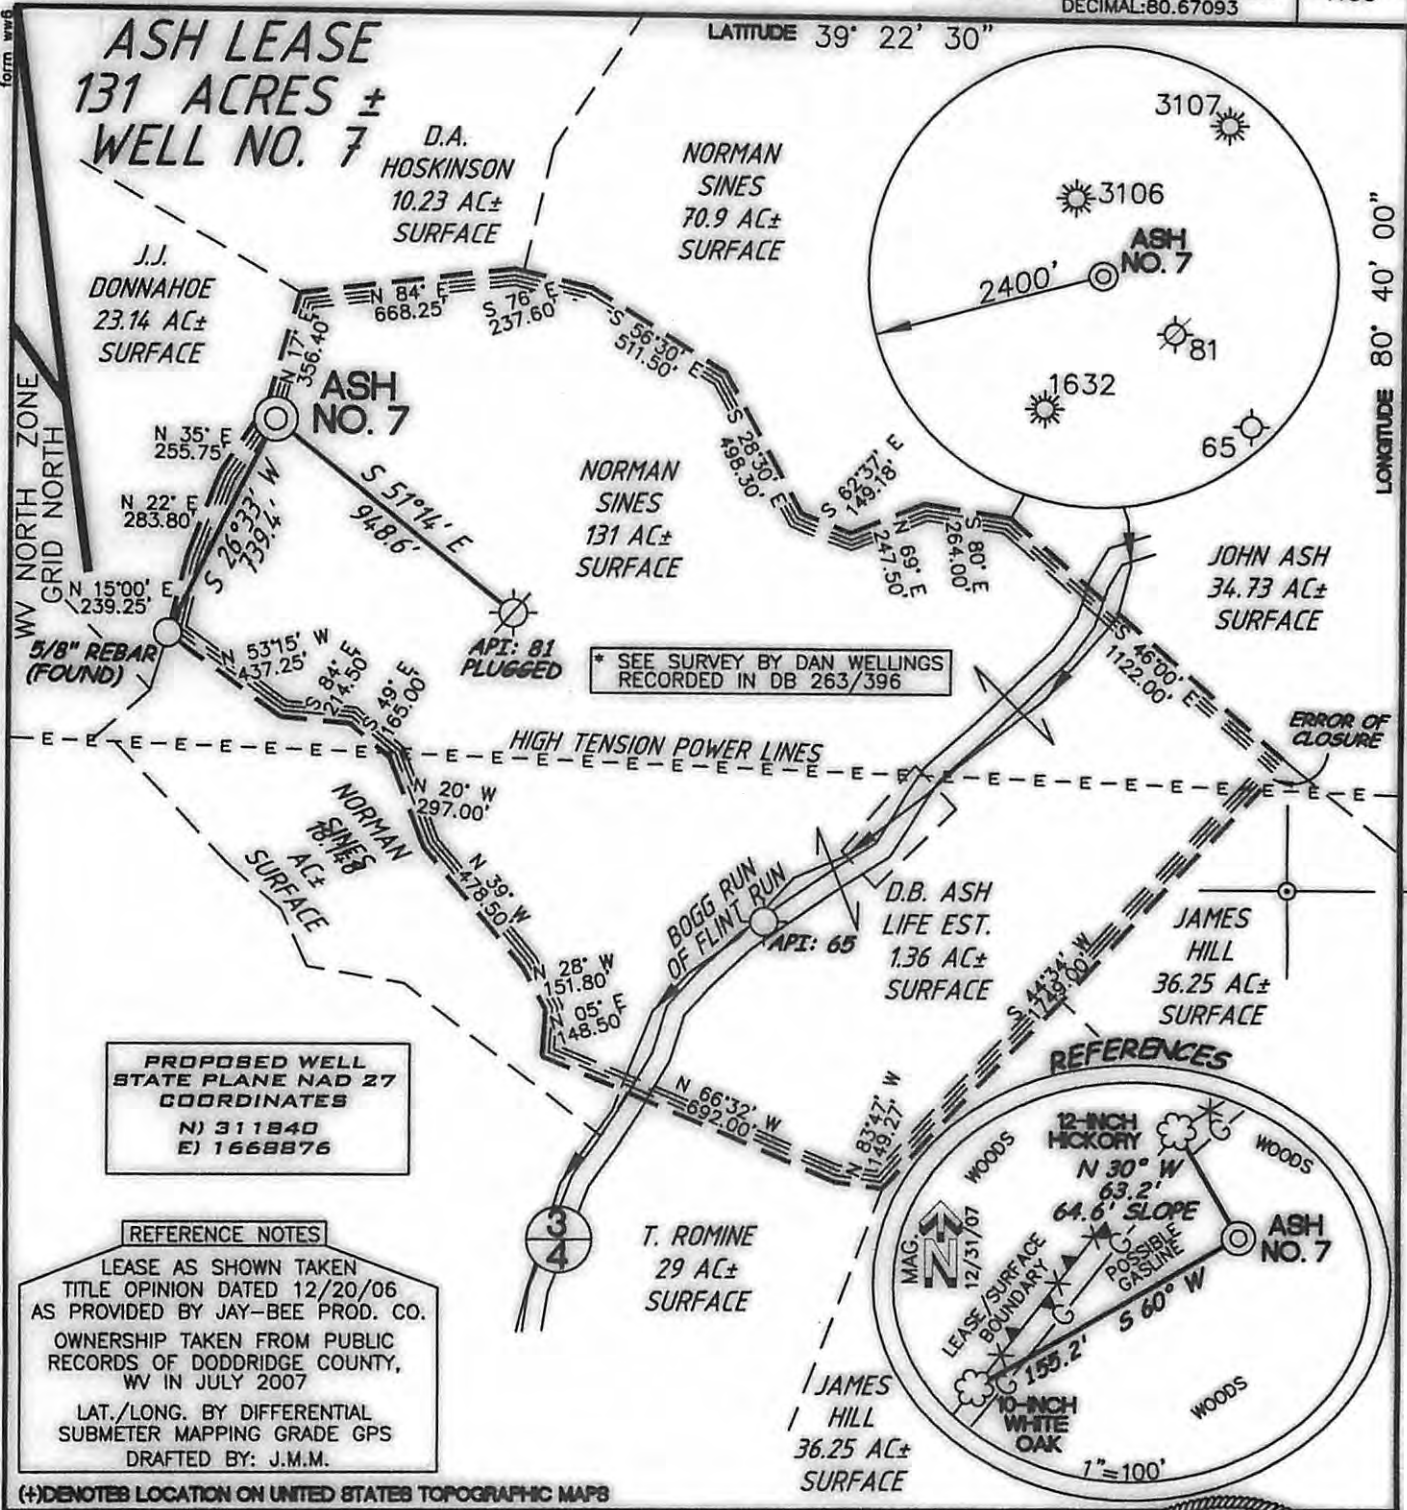 form ww6
DECIMAL:80.67093
ASH LEASE
131 ACRES ±
WELL NO. 7
LATITUDE 39° 22' 30"
LONGITUDE 80° 40' 00"
D.A.
HOSKINSON
10.23 AC±
SURFACE
NORMAN
SINES
70.9 AC±
SURFACE
3107
3106
ASH
NO. 7
2400'
81
1632
65
J.J.
DONNAHOE
23.14 AC±
SURFACE
N 84° E
668.25'
S 76° E
237.60'
S 56°30' E
511.50'
N 17° E
356.40'
ASH
NO. 7
WV NORTH ZONE
GRID NORTH
N 35° E
255.75'
N 22° E
283.80'
S 26°33' W
739.4'
S 51°14' E
948.6'
NORMAN
SINES
131 AC±
SURFACE
S 28°30' E
498.30'
S 62°37' E
149.18'
N 69° E
247.50'
S 80° E
264.00'
JOHN ASH
34.73 AC±
SURFACE
N 15°00' E
239.25'
5/8" REBAR
(FOUND)
N 53°15' W
437.25'
S 84° E
214.50'
S 49° E
165.00'
API: 81
PLUGGED
* SEE SURVEY BY DAN WELLINGS
RECORDED IN DB 263/396
S 46°00' E
1122.00'
ERROR OF
CLOSURE
E E E E E E E E E E E E E E E E E E E E E E E E E E E E E
HIGH TENSION POWER LINES
N 20° W
297.00'
NORMAN
SINES
AC±
SURFACE
N 39° W
478.50'
BOGG RUN
OF FLINT RUN
API: 65
D.B. ASH
LIFE EST.
1.36 AC±
SURFACE
JAMES
HILL
36.25 AC±
SURFACE
N 28° W
151.80'
N 05° E
148.50'
S 44°34' W
1749.00'
PROPOSED WELL
STATE PLANE NAD 27
COORDINATES
N) 311840
E) 1668876
N 66°32' W
692.00'
N 83°47' W
149.27'
REFERENCES
12-INCH
HICKORY
WOODS
WOODS
N 30° W
63.2'
64.6' SLOPE
ASH
NO. 7
MAG.
N
12/31/07
LEASE/SURFACE
BOUNDARY
POSSIBLE
GASLINE
S 60° W
155.2'
10-INCH
WHITE
OAK
WOODS
1"=100'
3
4
T. ROMINE
29 AC±
SURFACE
REFERENCE NOTES
LEASE AS SHOWN TAKEN
TITLE OPINION DATED 12/20/06
AS PROVIDED BY JAY-BEE PROD. CO.
OWNERSHIP TAKEN FROM PUBLIC
RECORDS OF DODDRIDGE COUNTY,
WV IN JULY 2007
LAT./LONG. BY DIFFERENTIAL
SUBMETER MAPPING GRADE GPS
DRAFTED BY: J.M.M.
JAMES
HILL
36.25 AC±
SURFACE
(+)DENOTES LOCATION ON UNITED STATES TOPOGRAPHIC MAPS